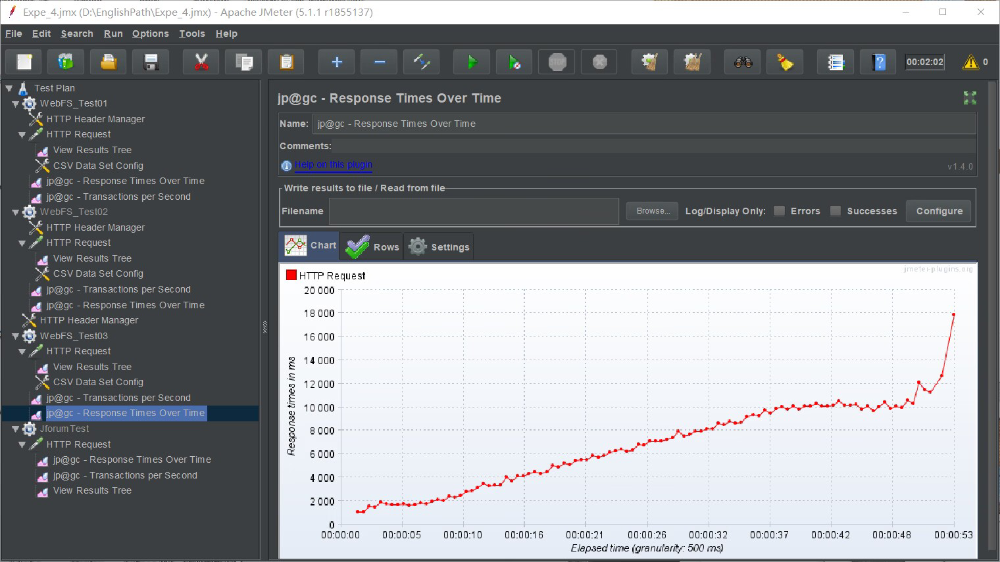 Expe_4.jmx (D:\EnglishPath\Expe_4.jmx) - Apache JMeter (5.1.1 r1855137)
File Edit Search Run Options Tools Help
STOP
00:02:02
0
Test Plan
WebFS_Test01
HTTP Header Manager
HTTP Request
View Results Tree
CSV Data Set Config
jp@gc - Response Times Over Time
jp@gc - Transactions per Second
WebFS_Test02
HTTP Header Manager
HTTP Request
View Results Tree
CSV Data Set Config
jp@gc - Transactions per Second
jp@gc - Response Times Over Time
HTTP Header Manager
WebFS_Test03
HTTP Request
View Results Tree
CSV Data Set Config
jp@gc - Transactions per Second
jp@gc - Response Times Over Time
JforumTest
HTTP Request
jp@gc - Response Times Over Time
jp@gc - Transactions per Second
View Results Tree
jp@gc - Response Times Over Time
Name: jp@gc - Response Times Over Time
Comments:
Help on this plugin
v1.4.0
Write results to file / Read from file
Filename Browse... Log/Display Only: Errors Successes Configure
Chart Rows Settings
HTTP Request
jmeter-plugins.org
20 000
18 000
16 000
14 000
12 000
10 000
8 000
6 000
4 000
2 000
0
Response times in ms
00:00:00 00:00:05 00:00:10 00:00:16 00:00:21 00:00:26 00:00:32 00:00:37 00:00:42 00:00:48 00:00:53
Elapsed time (granularity: 500 ms)